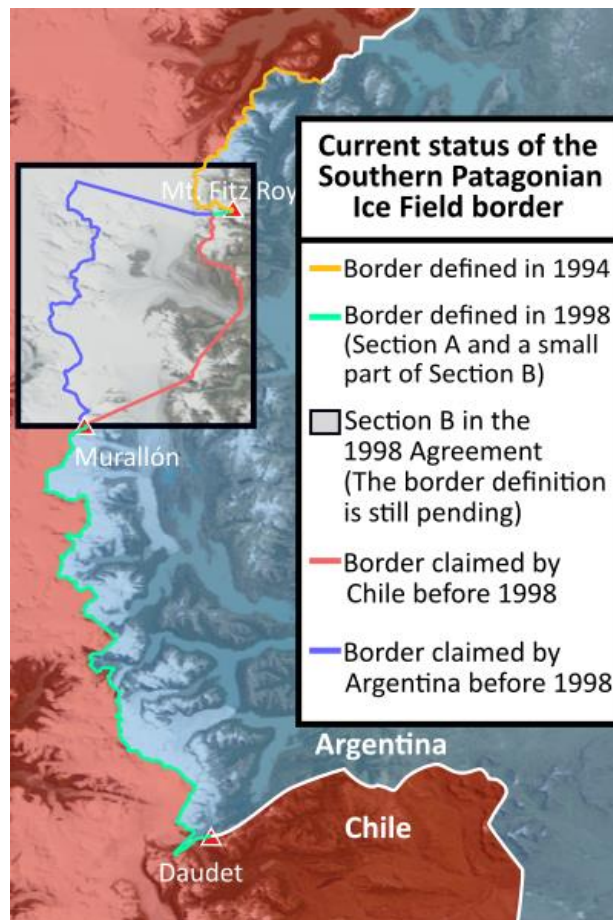 Current status of the
Southern Patagonian
Ice Field border
Mt. Fitz Roy
Border defined in 1994
Border defined in 1998
(Section A and a small
part of Section B)
Section B in the
1998 Agreement
(The border definition
is still pending)
Murallón
Border claimed by
Chile before 1998
Border claimed by
Argentina before 1998
Argentina
Chile
Daudet